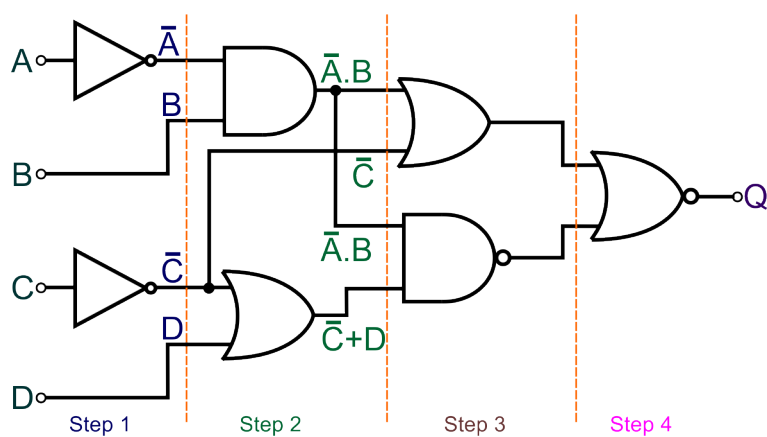 A
A̅
B
B
A̅.B
C̅
A̅.B
C
C̅
D
C̅+D
D
Q
Step 1
Step 2
Step 3
Step 4